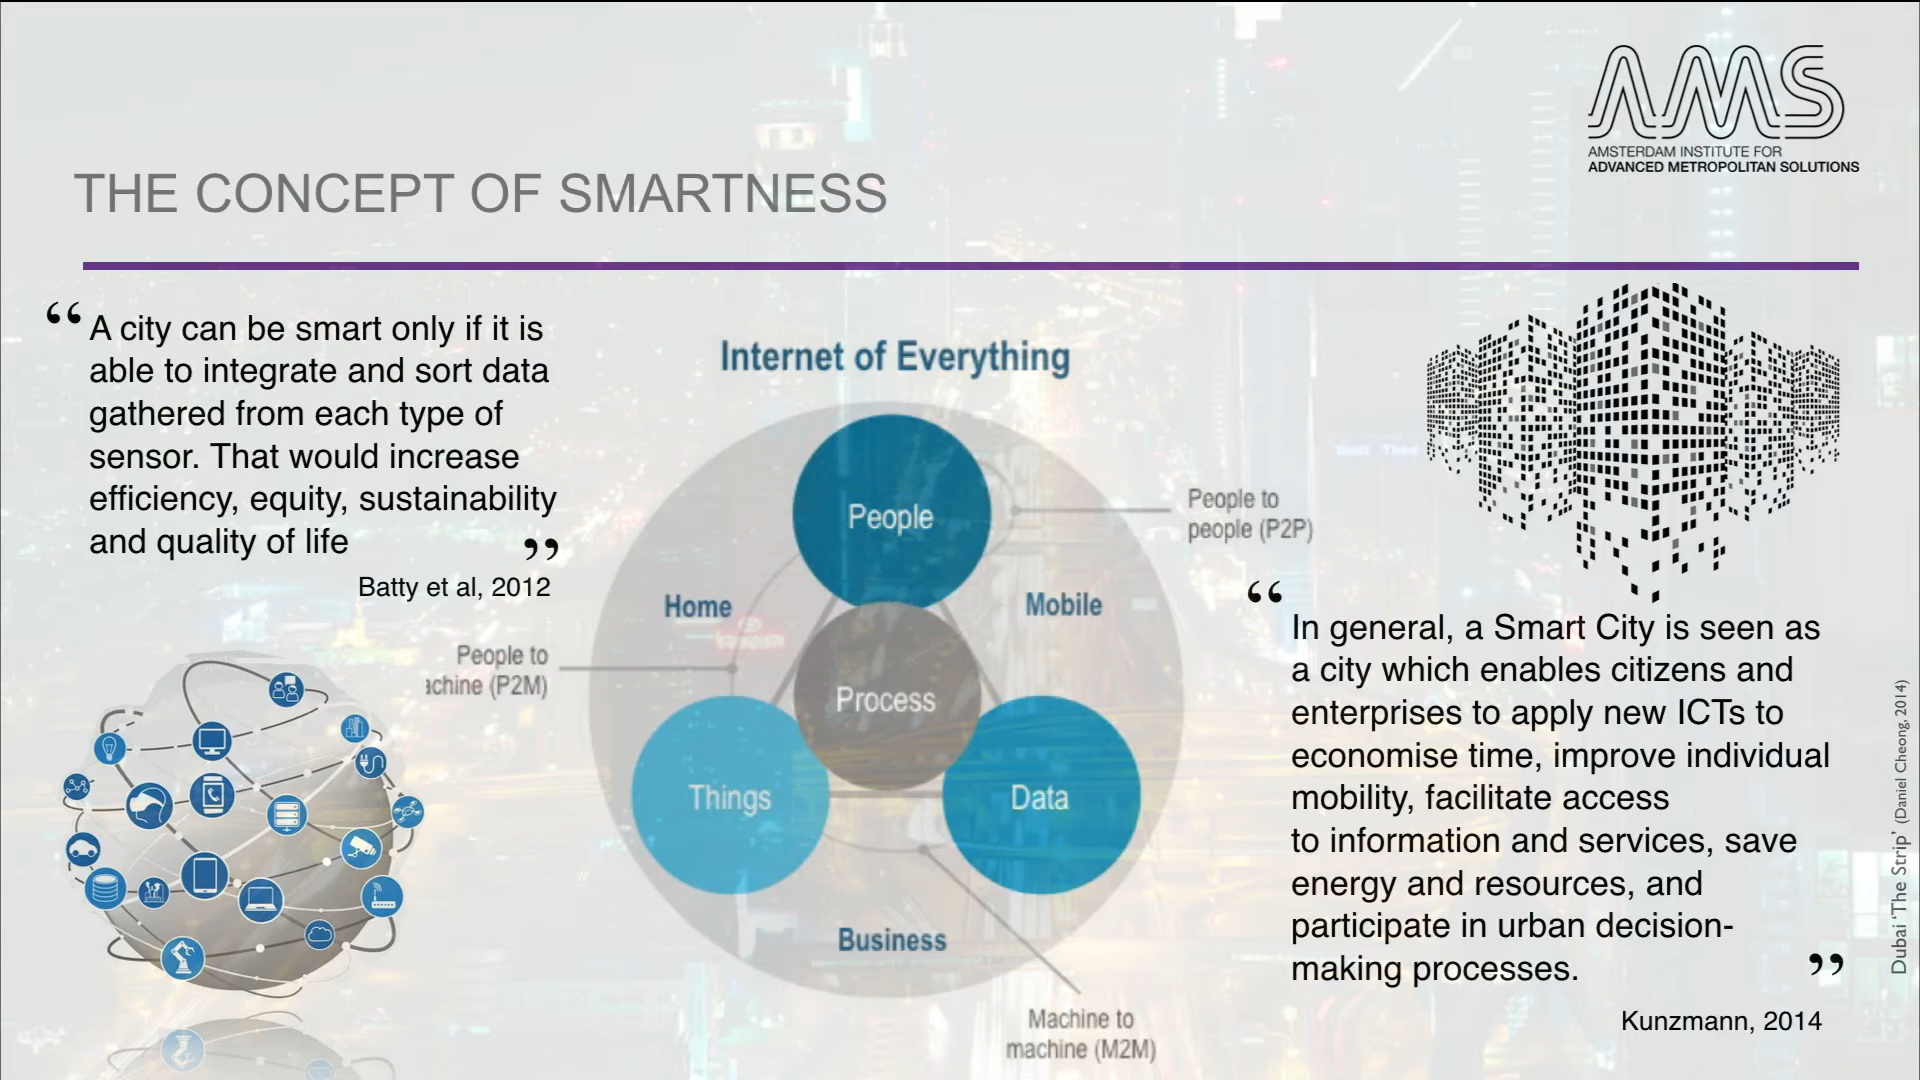 AMS
AMSTERDAM INSTITUTE FOR
ADVANCED METROPOLITAN SOLUTIONS
THE CONCEPT OF SMARTNESS
“ A city can be smart only if it is
able to integrate and sort data
gathered from each type of
sensor. That would increase
efficiency, equity, sustainability
and quality of life ”
Batty et al, 2012
Internet of Everything
People
People to
people (P2P)
Home
Mobile
People to
achine (P2M)
Process
Things
Data
Business
Machine to
machine (M2M)
“
In general, a Smart City is seen as
a city which enables citizens and
enterprises to apply new ICTs to
economise time, improve individual
mobility, facilitate access
to information and services, save
energy and resources, and
participate in urban decision-
making processes. ”
Kunzmann, 2014
Dubai ‘The Strip’ (Daniel Cheong, 2014)